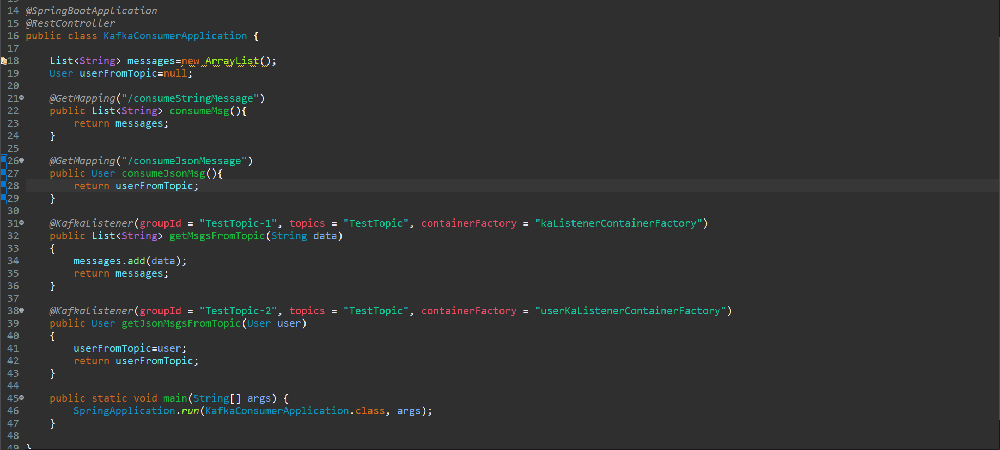 14 @SpringBootApplication
15 @RestController
16 public class KafkaConsumerApplication {
17
18     List<String> messages=new ArrayList();
19     User userFromTopic=null;
20
21     @GetMapping("/consumeStringMessage")
22     public List<String> consumeMsg(){
23         return messages;
24     }
25
26     @GetMapping("/consumeJsonMessage")
27     public User consumeJsonMsg(){
28         return userFromTopic;
29     }
30
31     @KafkaListener(groupId = "TestTopic-1", topics = "TestTopic", containerFactory = "kaListenerContainerFactory")
32     public List<String> getMsgsFromTopic(String data)
33     {
34         messages.add(data);
35         return messages;
36     }
37
38     @KafkaListener(groupId = "TestTopic-2", topics = "TestTopic", containerFactory = "userKaListenerContainerFactory")
39     public User getJsonMsgsFromTopic(User user)
40     {
41         userFromTopic=user;
42         return userFromTopic;
43     }
44
45     public static void main(String[] args) {
46         SpringApplication.run(KafkaConsumerApplication.class, args);
47     }
48
49 }